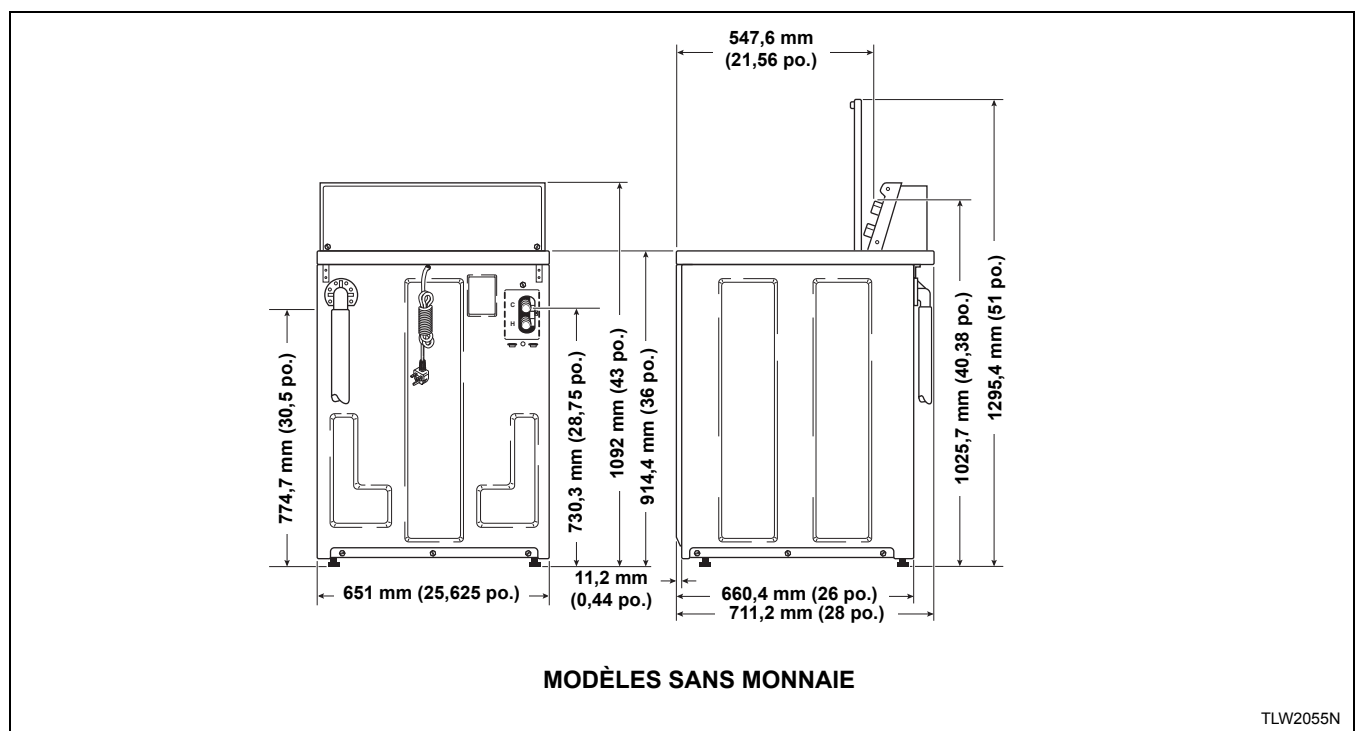 547,6 mm
(21,56 po.)
C
H
774,7 mm (30,5 po.)
730,3 mm (28,75 po.)
1092 mm (43 po.)
914,4 mm (36 po.)
1025,7 mm (40,38 po.)
1295,4 mm (51 po.)
651 mm (25,625 po.)
11,2 mm
(0,44 po.)
660,4 mm (26 po.)
711,2 mm (28 po.)
MODÈLES SANS MONNAIE
TLW2055N